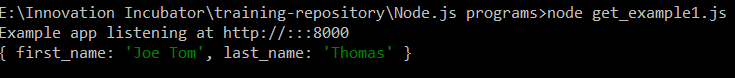 E:\Innovation Incubator\training-repository\Node.js programs>node get_example1.js
Example app listening at http://:::8000
{ first_name: 'Joe Tom', last_name: 'Thomas' }